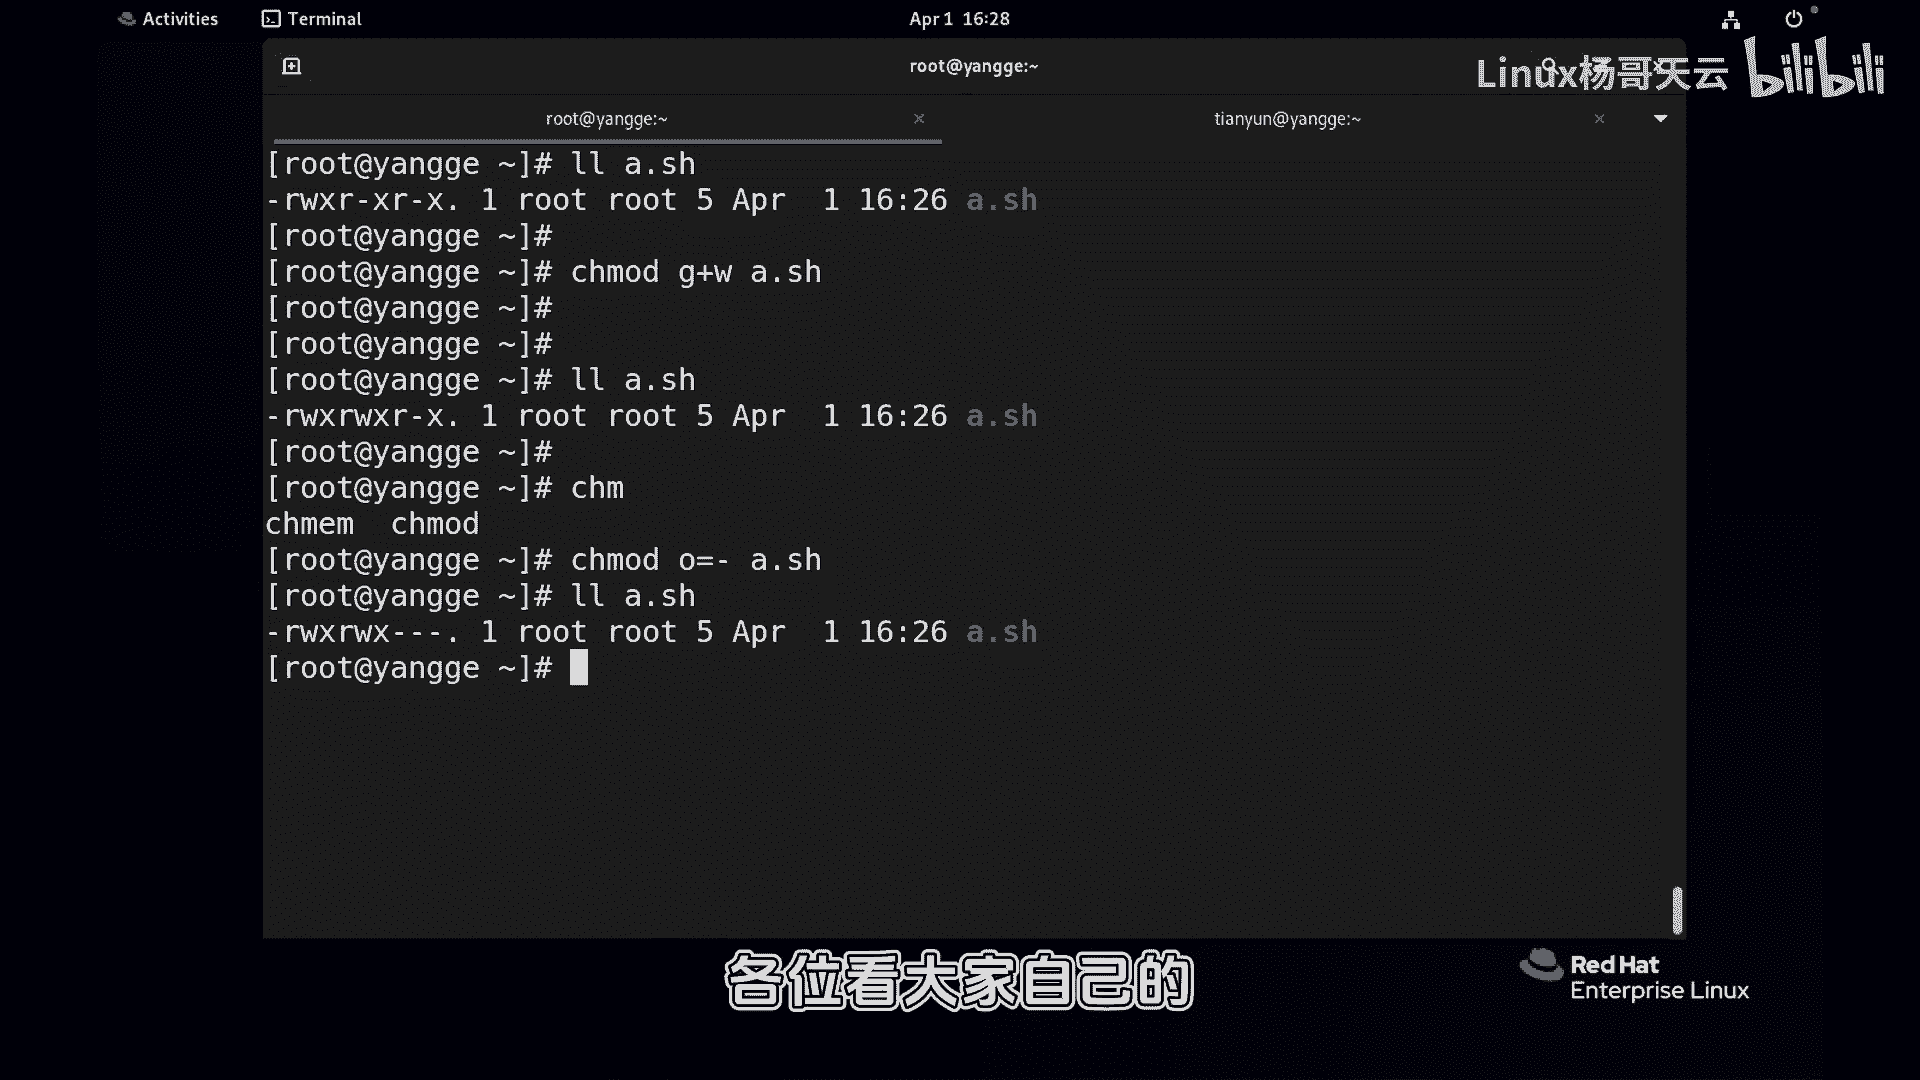 Activities Terminal Apr 1 16:28
root@yangge:~
Linux杨哥天云 bilibili
root@yangge:~ × tianyun@yangge:~ ×
[root@yangge ~]# ll a.sh
-rwxr-xr-x. 1 root root 5 Apr  1 16:26 a.sh
[root@yangge ~]#
[root@yangge ~]# chmod g+w a.sh
[root@yangge ~]#
[root@yangge ~]#
[root@yangge ~]# ll a.sh
-rwxrwxr-x. 1 root root 5 Apr  1 16:26 a.sh
[root@yangge ~]#
[root@yangge ~]# chm
chmem  chmod
[root@yangge ~]# chmod o=- a.sh
[root@yangge ~]# ll a.sh
-rwxrwx---. 1 root root 5 Apr  1 16:26 a.sh
[root@yangge ~]#
各位看大家自己的
Red Hat
Enterprise Linux